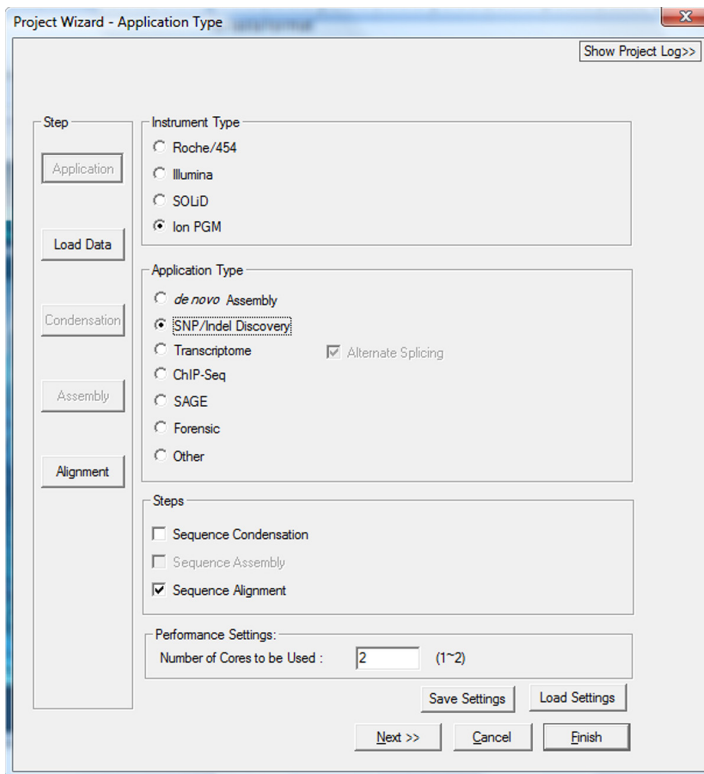 Project Wizard - Application Type
Show Project Log>>
Step
Application
Load Data
Condensation
Assembly
Alignment
Instrument Type
Roche/454
Illumina
SOLiD
Ion PGM
Application Type
de novo Assembly
SNP/Indel Discovery
Transcriptome
Alternate Splicing
ChIP-Seq
SAGE
Forensic
Other
Steps
Sequence Condensation
Sequence Assembly
Sequence Alignment
Performance Settings:
Number of Cores to be Used : 2 (1~2)
Save Settings
Load Settings
Next >>
Cancel
Finish